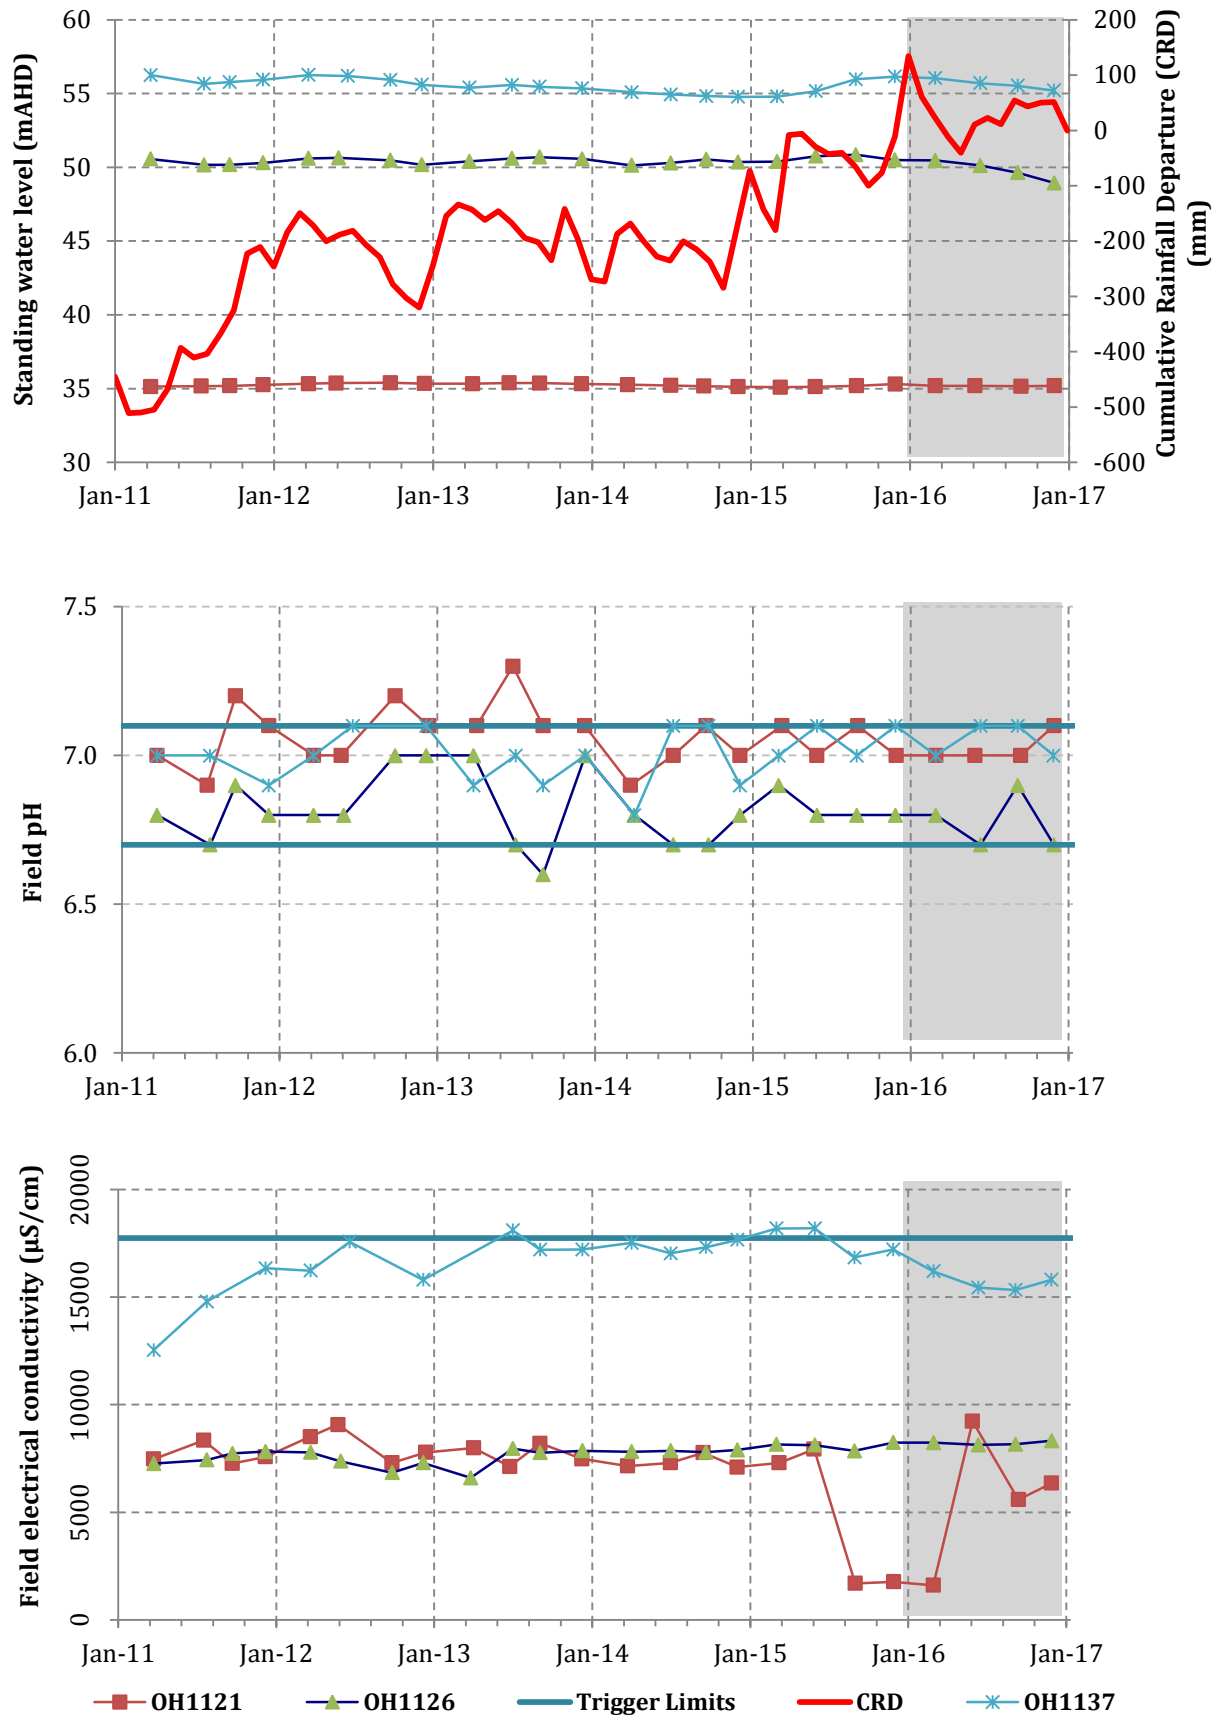 Standing water level (mAHD)
60
55
50
45
40
35
30
200
100
0
-100
-200
-300
-400
-500
-600
Cumulative Rainfall Departure (CRD)
(mm)
Jan-11 Jan-12 Jan-13 Jan-14 Jan-15 Jan-16 Jan-17
Field pH
7.5
7.0
6.5
6.0
Jan-11 Jan-12 Jan-13 Jan-14 Jan-15 Jan-16 Jan-17
Field electrical conductivity (µS/cm)
20000
15000
10000
5000
0
Jan-11 Jan-12 Jan-13 Jan-14 Jan-15 Jan-16 Jan-17
OH1121 OH1126 Trigger Limits CRD OH1137